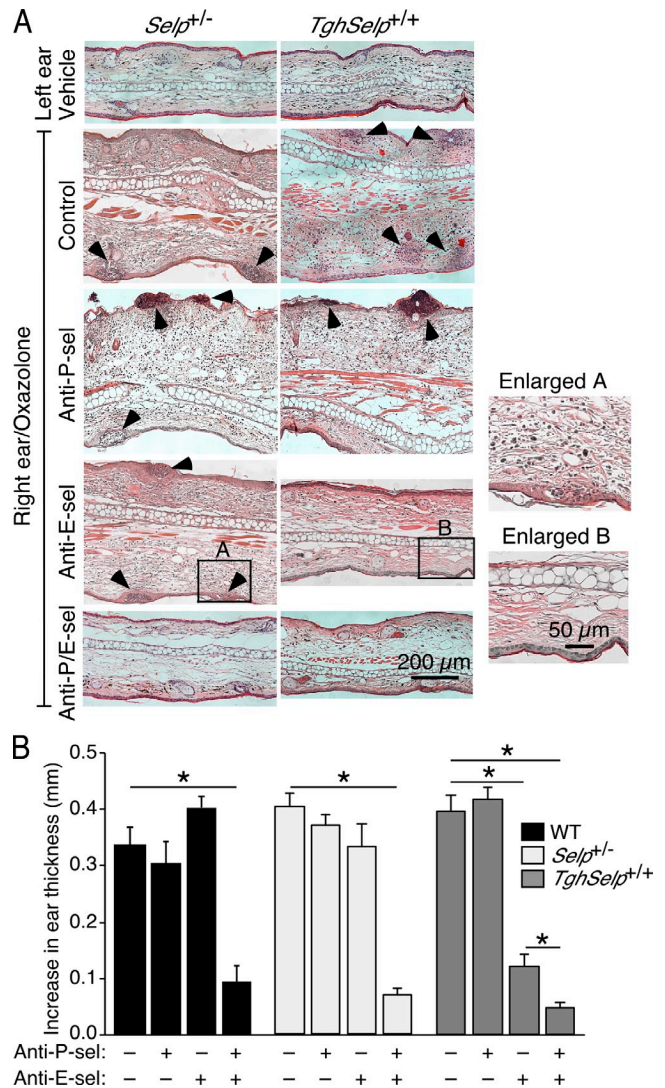 A
Selp+/-
TghSelp+/+
Left ear
Vehicle
Right ear/Oxazolone
Control
Anti-P-sel
Anti-E-sel
Anti-P/E-sel
A
B
200 µm
Enlarged A
Enlarged B
50 µm
B
Increase in ear thickness (mm)
0.5
0.4
0.3
0.2
0.1
0.0
*
*
*
*
*
*
WT
Selp+/-
TghSelp+/+
Anti-P-sel: − + − + − + − + − + − +
Anti-E-sel: − − + + − − + + − − + +